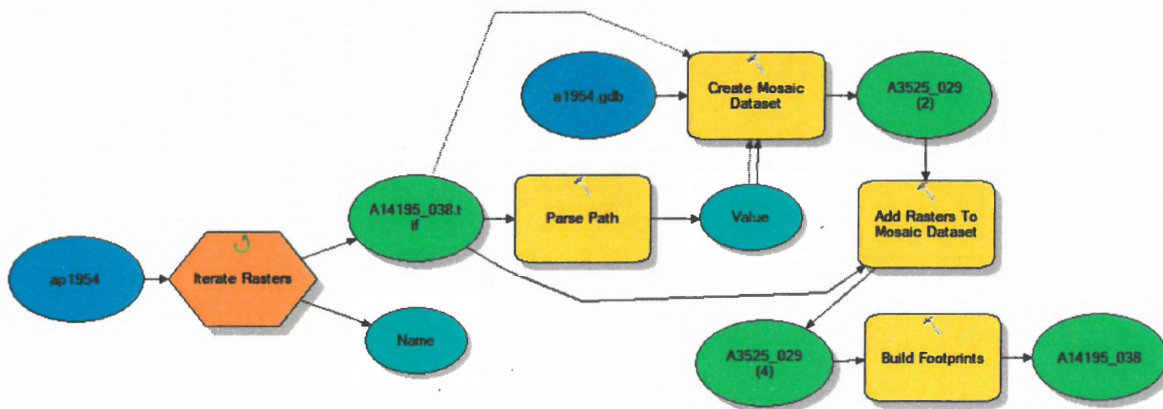 Create Mosaic
Dataset
a1954.gdb
A3525_029
(2)
A14195_038.t
if
Parse Path
Value
Add Rasters To
Mosaic Dataset
ap1954
Iterate Rasters
Name
A3525_029
(4)
Build Footprints
A14195_038